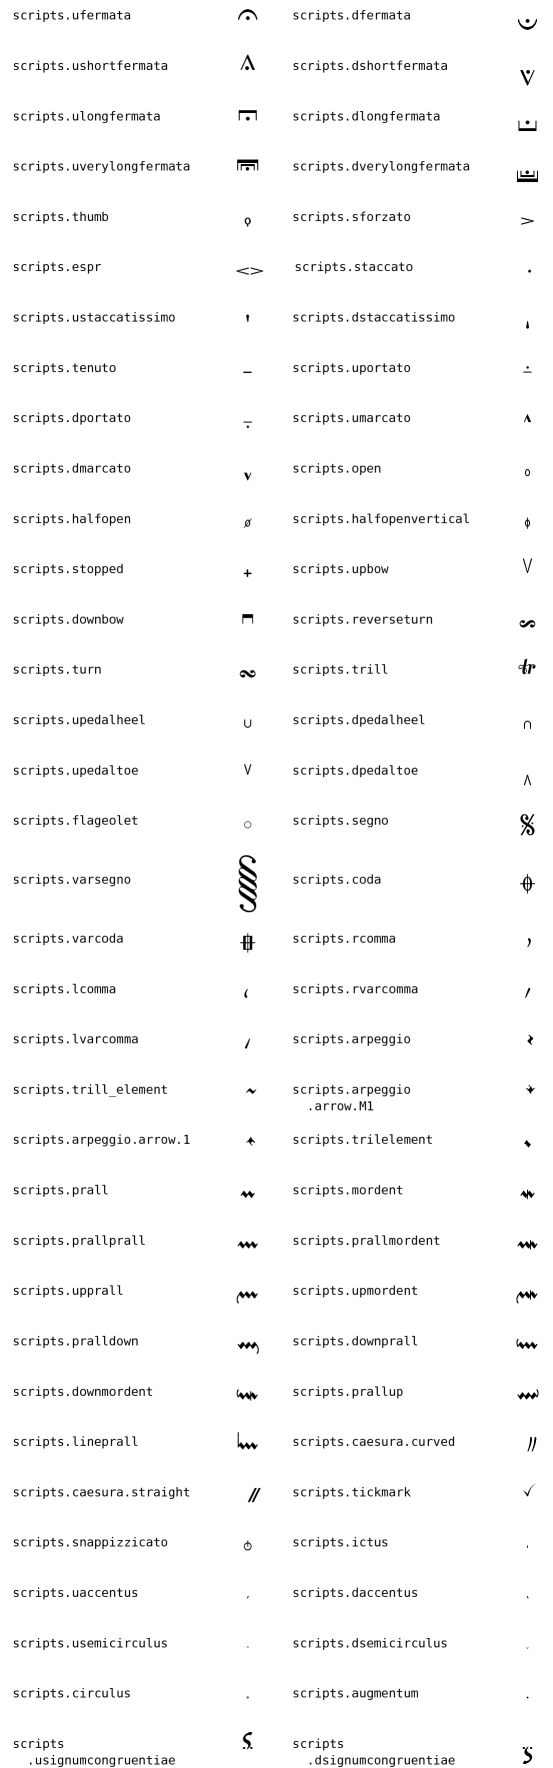 scripts.ufermata scripts.dfermata
scripts.ushortfermata scripts.dshortfermata
scripts.ulongfermata scripts.dlongfermata
scripts.uverylongfermata scripts.dverylongfermata
scripts.thumb scripts.sforzato
scripts.espr scripts.staccato
scripts.ustaccatissimo scripts.dstaccatissimo
scripts.tenuto scripts.uportato
scripts.dportato scripts.umarcato
scripts.dmarcato scripts.open
scripts.halfopen scripts.halfopenvertical
scripts.stopped scripts.upbow
scripts.downbow scripts.reverseturn
scripts.turn scripts.trill
scripts.upedalheel scripts.dpedalheel
scripts.upedaltoe scripts.dpedaltoe
scripts.flageolet scripts.segno
scripts.varsegno scripts.coda
scripts.varcoda scripts.rcomma
scripts.lcomma scripts.rvarcomma
scripts.lvarcomma scripts.arpeggio
scripts.trill_element scripts.arpeggio
.arrow.M1
scripts.arpeggio.arrow.1 scripts.trilelement
scripts.prall scripts.mordent
scripts.prallprall scripts.prallmordent
scripts.upprall scripts.upmordent
scripts.pralldown scripts.downprall
scripts.downmordent scripts.prallup
scripts.lineprall scripts.caesura.curved
scripts.caesura.straight scripts.tickmark
scripts.snappizzicato scripts.ictus
scripts.uaccentus scripts.daccentus
scripts.usemicirculus scripts.dsemicirculus
scripts.circulus scripts.augmentum
scripts scripts
.usignumcongruentiae .dsignumcongruentiae